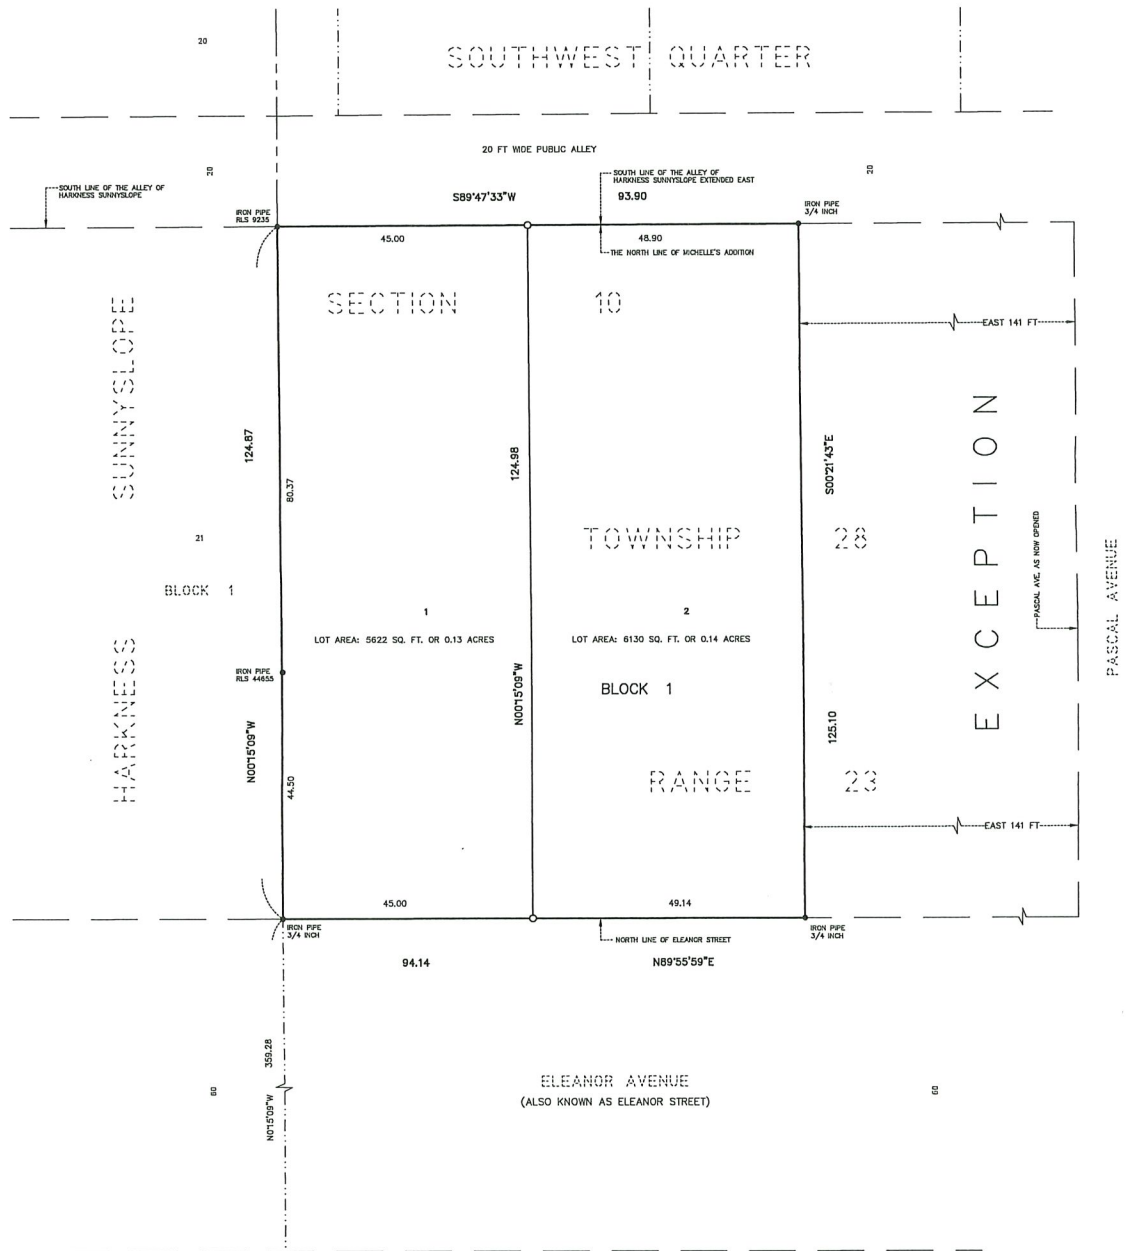 20
SOUTHWEST QUARTER
20 FT WIDE PUBLIC ALLEY
20
20
SOUTH LINE OF THE ALLEY OF
HARKNESS SUNNYSLOPE
SOUTH LINE OF THE ALLEY OF
HARKNESS SUNNYSLOPE EXTENDED EAST
S89°47'33"W
93.90
IRON PIPE
RLS 9235
IRON PIPE
3/4 INCH
45.00
48.90
THE NORTH LINE OF MICHELLE'S ADDITION
SECTION 10
EAST 141 FT
HARKNESS SUNNYSLOPE
124.87
80.37
124.98
S00°21'43"E
EXCEPTION
PASCAL AVE. AS NOW OPENED
PASCAL AVENUE
TOWNSHIP 28
21
BLOCK 1
1
LOT AREA: 5622 SQ. FT. OR 0.13 ACRES
2
LOT AREA: 6130 SQ. FT. OR 0.14 ACRES
IRON PIPE
RLS 44655
BLOCK 1
N00°15'09"W
N00°15'09"W
125.10
44.50
RANGE 23
EAST 141 FT
45.00
49.14
IRON PIPE
3/4 INCH
NORTH LINE OF ELEANOR STREET
IRON PIPE
3/4 INCH
94.14
N89°55'59"E
359.28
N0°15'09"W
60
ELEANOR AVENUE
(ALSO KNOWN AS ELEANOR STREET)
60